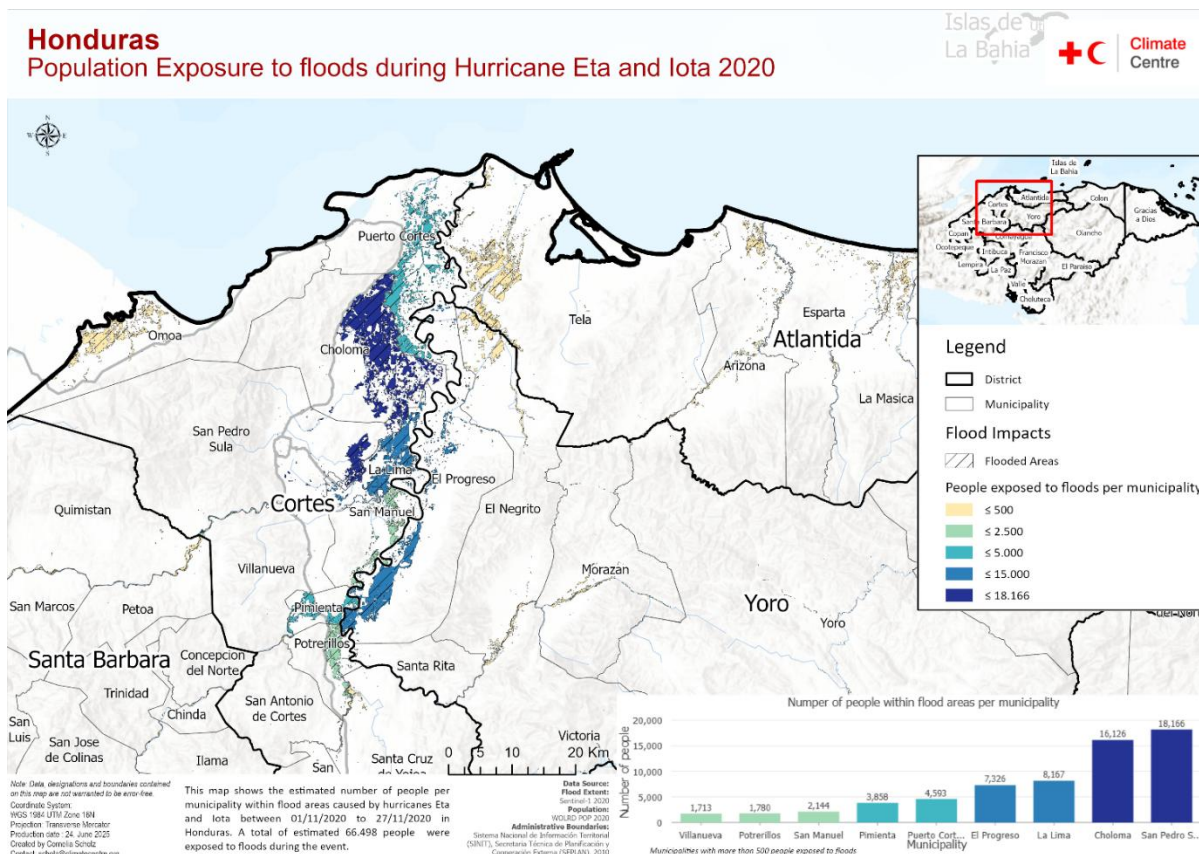 Honduras
Population Exposure to floods during Hurricane Eta and Iota 2020
Islas de
La Bahia
Climate
Centre
N
W
E
S
Puerto Cortes
Omoa
Choloma
Tela
Esparta
Atlantida
Arizona
La Masica
San Pedro
Sula
La Lima
El Progreso
Cortes
San Manuel
El Negrito
Quimistan
Villanueva
Morazán
San Marcos
Petoa
Pimienta
Yoro
Yoro
Potrerillos
Santa Barbara
Concepcion
del Norte
Santa Rita
Trinidad
San Antonio
de Cortes
Chinda
San
Luis
San Jose
de Colinas
Ilama
San
Santa Cruz
de Yojoa
Victoria
0 5 10 20 Km
Islas de
La Bahia
Cortes
Atlantida
Colon
Gracias
a Dios
Santa Barbara
Yoro
Copan
Comayagua
Olancho
Ocotepeque
Intibuca
Francisco
Morazan
Lempira
La Paz
El Paraiso
Valle
Choluteca
Legend
District
Municipality
Flood Impacts
Flooded Areas
People exposed to floods per municipality
≤ 500
≤ 2.500
≤ 5.000
≤ 15.000
≤ 18.166
Note: Data, designations and boundaries contained
on this map are not warranted to be error-free.
Coordinate System:
WGS 1984 UTM Zone 16N
Projection: Transverse Mercator
Production date : 24. June 2025
Created by Cornelia Scholz
This map shows the estimated number of people per
municipality within flood areas caused by hurricanes Eta
and Iota between 01/11/2020 to 27/11/2020 in
Honduras. A total of estimated 66.498 people were
exposed to floods during the event.
Data Source:
Flood Extent:
Sentinel-1 2020
Population:
WOLRD POP 2020
Administrative Boundaries:
Sistema Nacional de Información Territorial
(SINIT), Secretaria Técnica de Planificación y
Cooperación Externa (SEPLAN), 2010
Numper of people within flood areas per municipality
Number of people
20,000
15,000
10,000
5,000
0
1,713
1,780
2,144
3,858
4,593
7,326
8,167
16,126
18,166
Villanueva
Potrerillos
San Manuel
Pimienta
Puerto Cort...
El Progreso
La Lima
Choloma
San Pedro S...
Municipality
Municipalities with more than 500 people exposed to floods